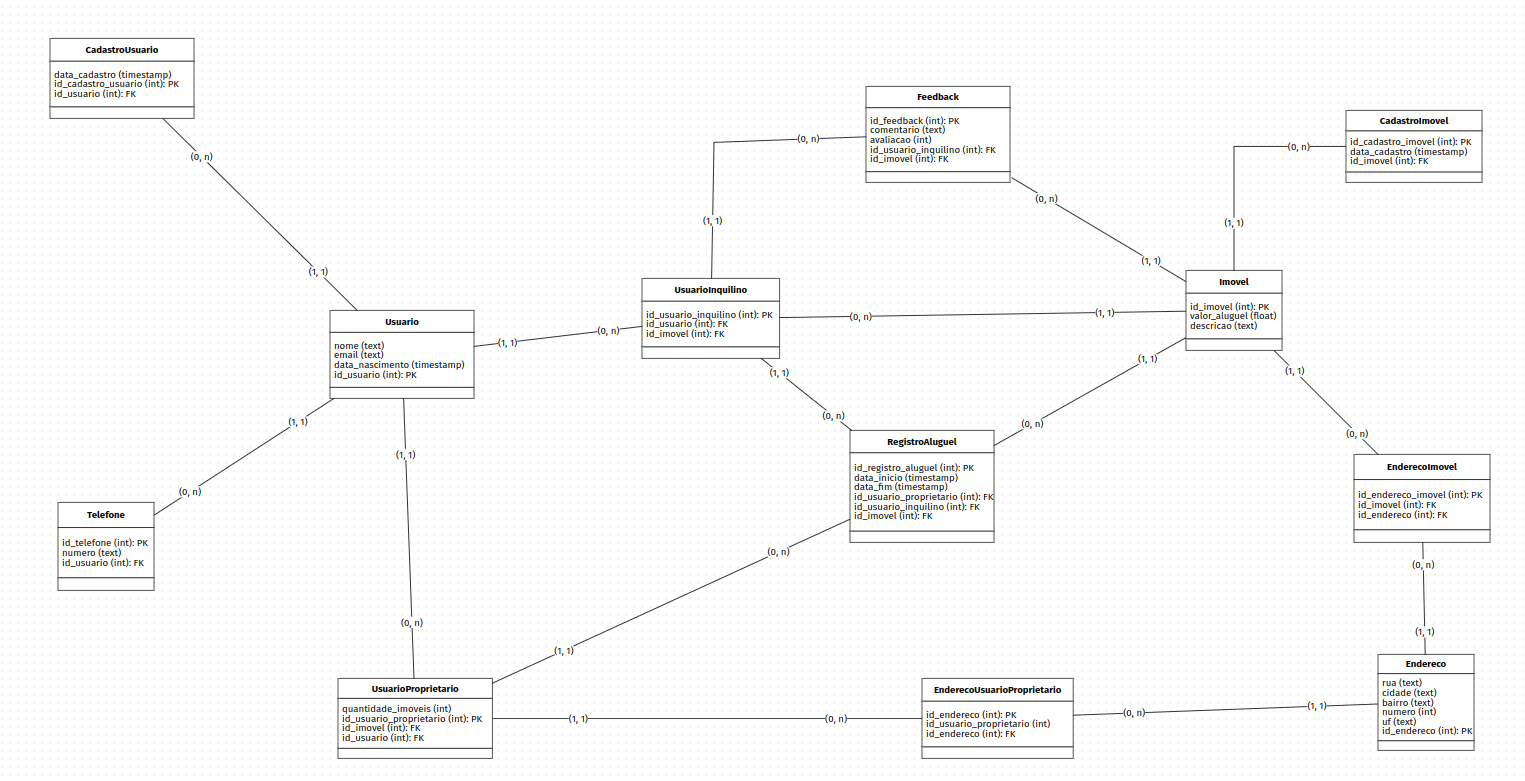 CadastroUsuario
data_cadastro (timestamp)
id_cadastro_usuario (int): PK
id_usuario (int): FK
(0, n)
(1, 1)
Feedback
id_feedback (int): PK
comentario (text)
avaliacao (int)
id_usuario_inquilino (int): FK
id_imovel (int): FK
(0, n)
(1, 1)
(0, n)
(1, 1)
CadastroImovel
id_cadastro_imovel (int): PK
data_cadastro (timestamp)
id_imovel (int): FK
(0, n)
(1, 1)
Usuario
nome (text)
email (text)
data_nascimento (timestamp)
id_usuario (int): PK
(1, 1)
(0, n)
UsuarioInquilino
id_usuario_inquilino (int): PK
id_usuario (int): FK
id_imovel (int): FK
(0, n)
(1, 1)
Imovel
id_imovel (int): PK
valor_aluguel (float)
descricao (text)
(1, 1)
(0, n)
(1, 1)
(0, n)
(1, 1)
(0, n)
(1, 1)
(0, n)
Telefone
id_telefone (int): PK
numero (text)
id_usuario (int): FK
(1, 1)
(0, n)
RegistroAluguel
id_registro_aluguel (int): PK
data_inicio (timestamp)
data_fim (timestamp)
id_usuario_proprietario (int): FK
id_usuario_inquilino (int): FK
id_imovel (int): FK
(0, n)
(1, 1)
EnderecoImovel
id_endereco_imovel (int): PK
id_imovel (int): FK
id_endereco (int): FK
(0, n)
(1, 1)
UsuarioProprietario
quantidade_imoveis (int)
id_usuario_proprietario (int): PK
id_imovel (int): FK
id_usuario (int): FK
(1, 1)
(0, n)
EnderecoUsuarioProprietario
id_endereco (int): PK
id_usuario_proprietario (int)
id_endereco (int): FK
(0, n)
(1, 1)
Endereco
rua (text)
cidade (text)
bairro (text)
numero (int)
uf (text)
id_endereco (int): PK